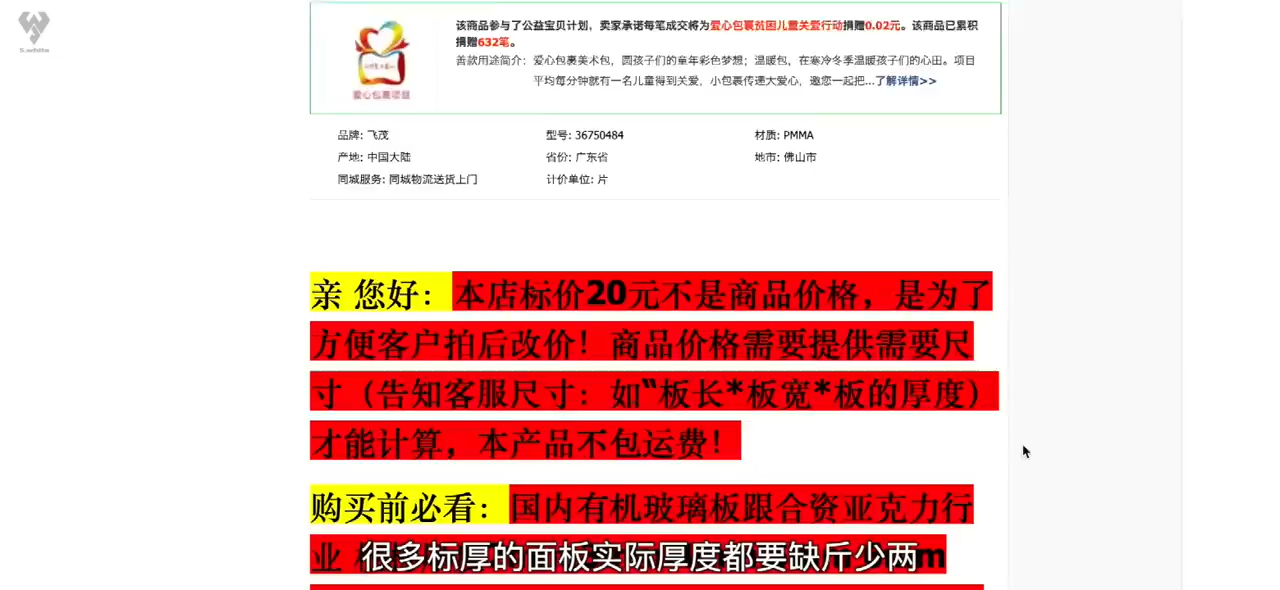 S.white
该商品参与了公益宝贝计划，卖家承诺每笔成交将为爱心包裹贫困儿童关爱行动捐赠0.02元。该商品已累积
捐赠632笔。
善款用途简介：爱心包裹美术包，圆孩子们的童年彩色梦想；温暖包，在寒冷冬季温暖孩子们的心田。项目
平均每分钟就有一名儿童得到关爱，小包裹传递大爱心，邀您一起把...了解详情>>
爱心包裹项目
品牌: 飞茂 型号: 36750484 材质: PMMA
产地: 中国大陆 省份: 广东省 地市: 佛山市
同城服务: 同城物流送货上门 计价单位: 片
亲 您好：本店标价20元不是商品价格，是为了
方便客户拍后改价！商品价格需要提供需要尺
寸（告知客服尺寸：如“板长*板宽*板的厚度）
才能计算，本产品不包运费！
购买前必看：国内有机玻璃板跟合资亚克力行
业
很多标厚的面板实际厚度都要缺斤少两